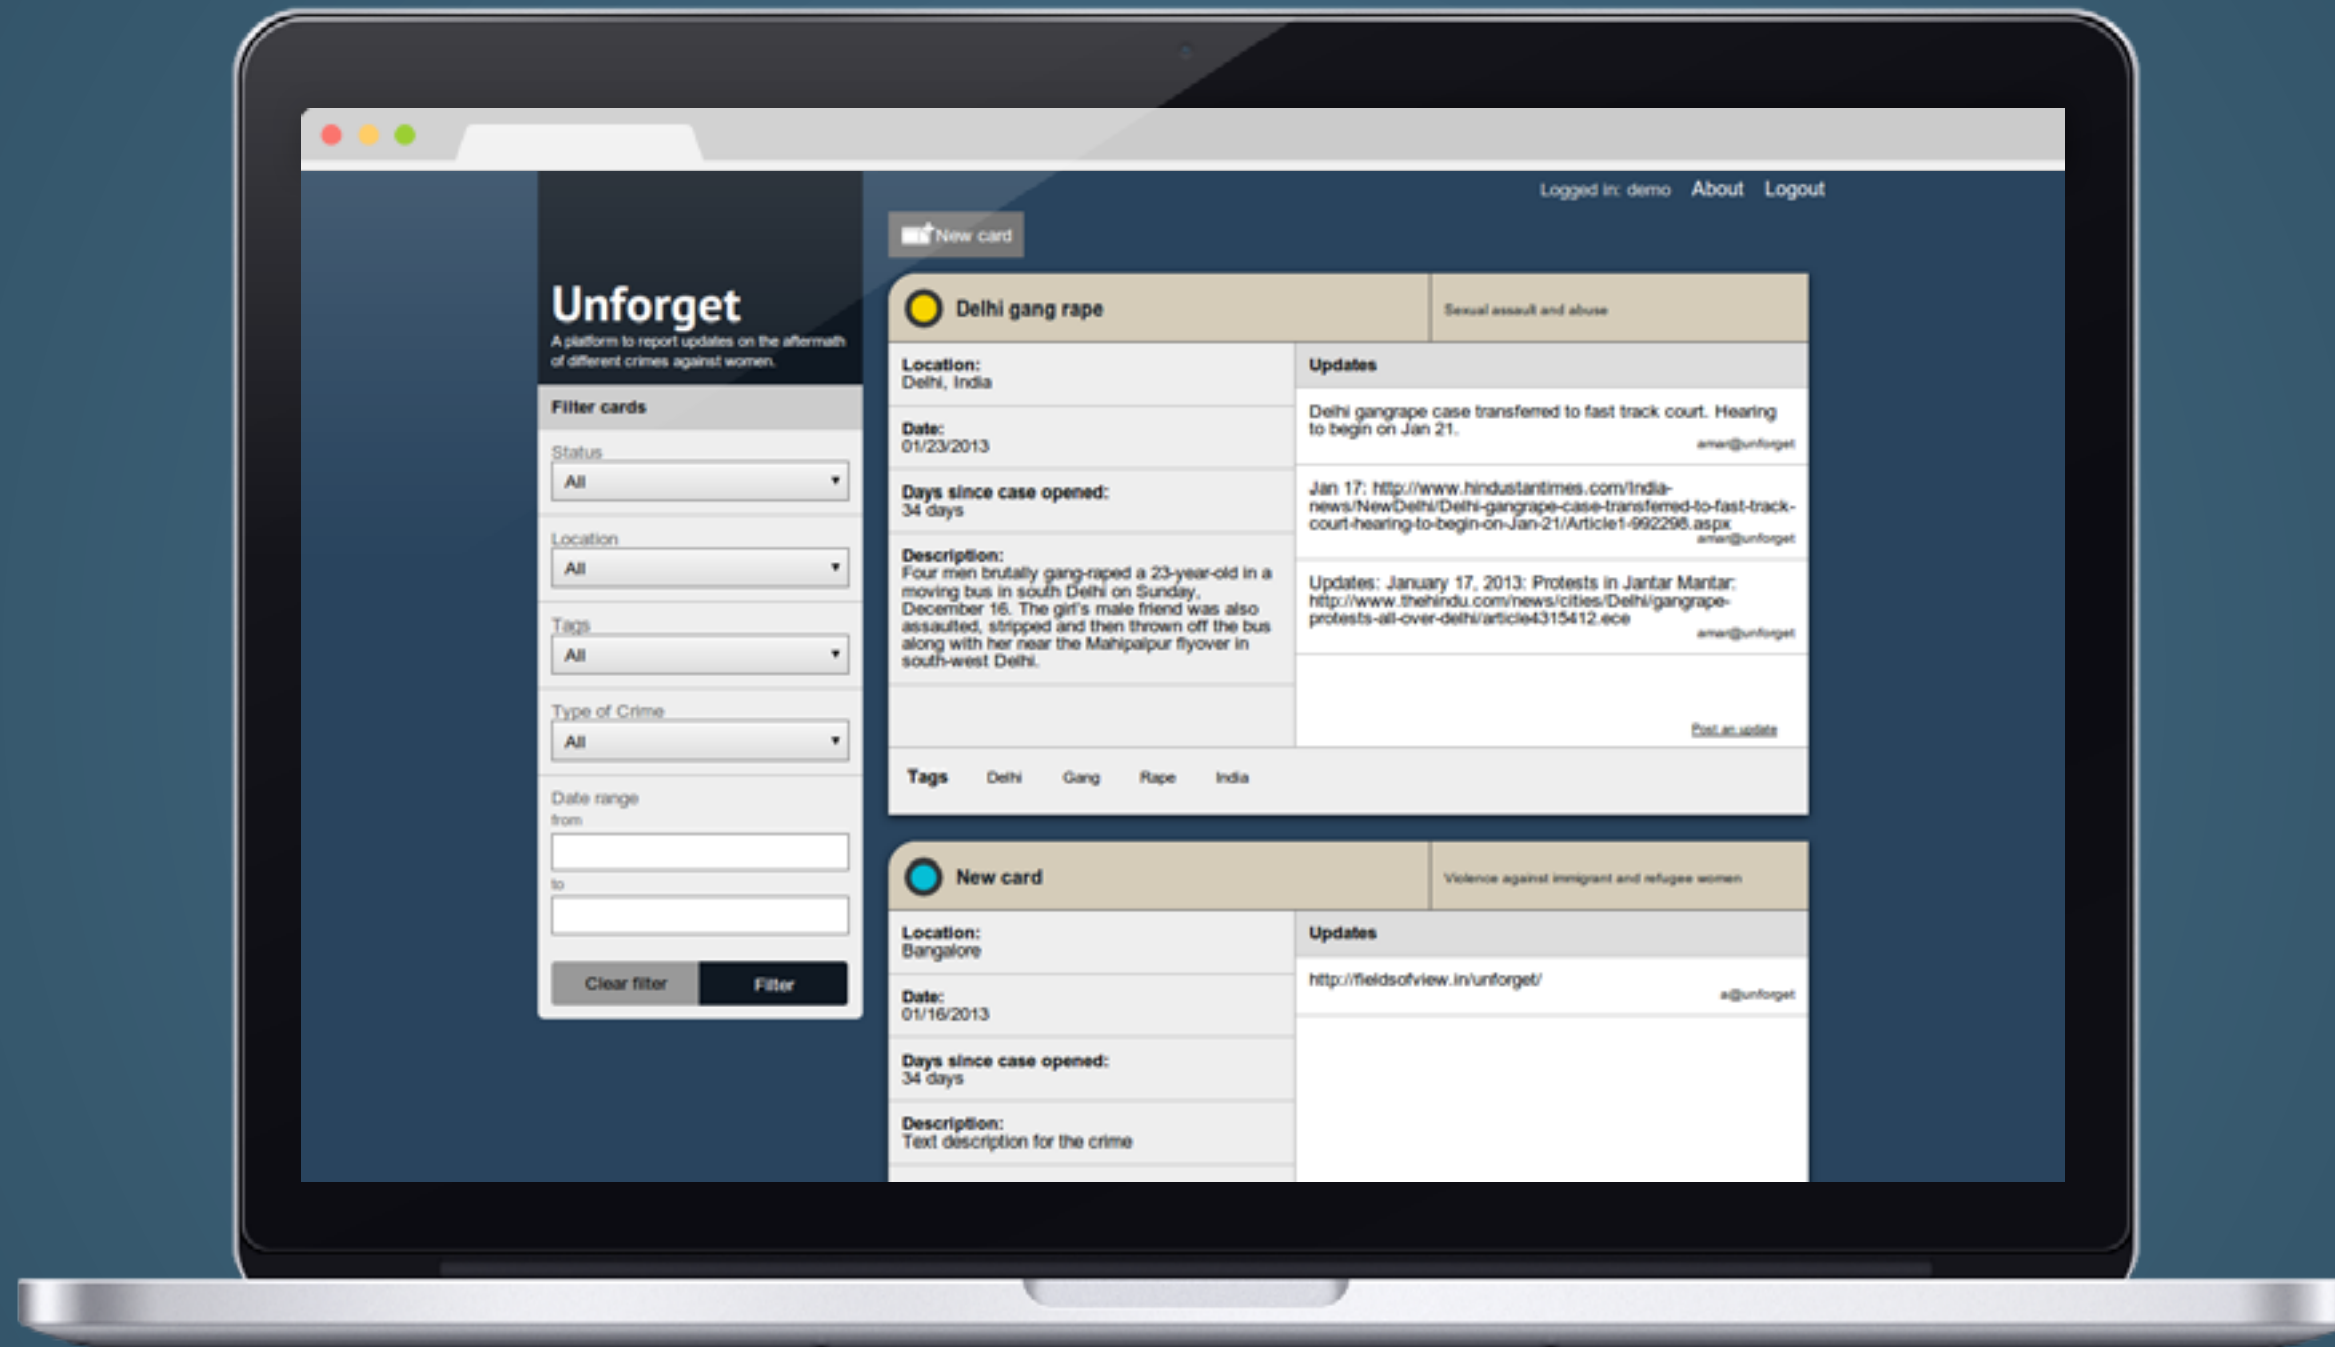 Logged in: demo About Logout
New card
Unforget
A platform to report updates on the aftermath
of different crimes against women.
Filter cards
Status
All
Location
All
Tags
All
Type of Crime
All
Date range
from
to
Clear filter Filter
Delhi gang rape
Sexual assault and abuse
Location:
Delhi, India
Date:
01/23/2013
Days since case opened:
34 days
Description:
Four men brutally gang-raped a 23-year-old in a
moving bus in south Delhi on Sunday,
December 16. The girl's male friend was also
assaulted, stripped and then thrown off the bus
along with her near the Mahipalpur flyover in
south-west Delhi.
Updates
Delhi gangrape case transferred to fast track court. Hearing
to begin on Jan 21.
amar@unforget
Jan 17: http://www.hindustantimes.com/India-
news/NewDelhi/Delhi-gangrape-case-transferred-to-fast-track-
court-hearing-to-begin-on-Jan-21/Article1-992298.aspx
amar@unforget
Updates: January 17, 2013: Protests in Jantar Mantar:
http://www.thehindu.com/news/cities/Delhi/gangrape-
protests-all-over-delhi/article4315412.ece
amar@unforget
Post an update
Tags Delhi Gang Rape India
New card
Violence against immigrant and refugee women
Location:
Bangalore
Date:
01/16/2013
Days since case opened:
34 days
Description:
Text description for the crime
Updates
http://fieldsofview.in/unforget/
a@unforget